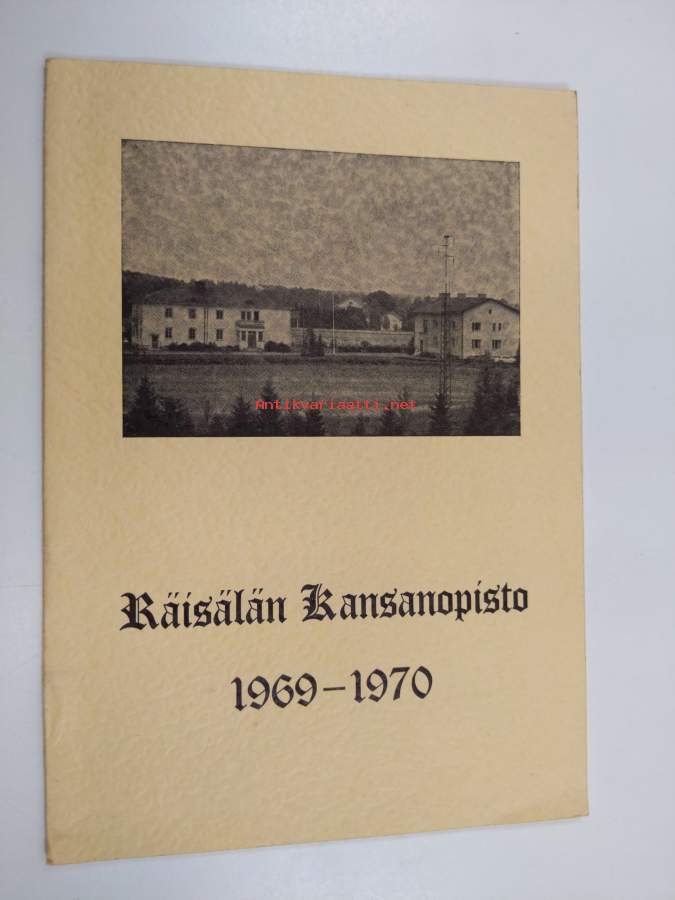 Antikvariaatti.net
Räisälän Kansanopisto
1969–1970